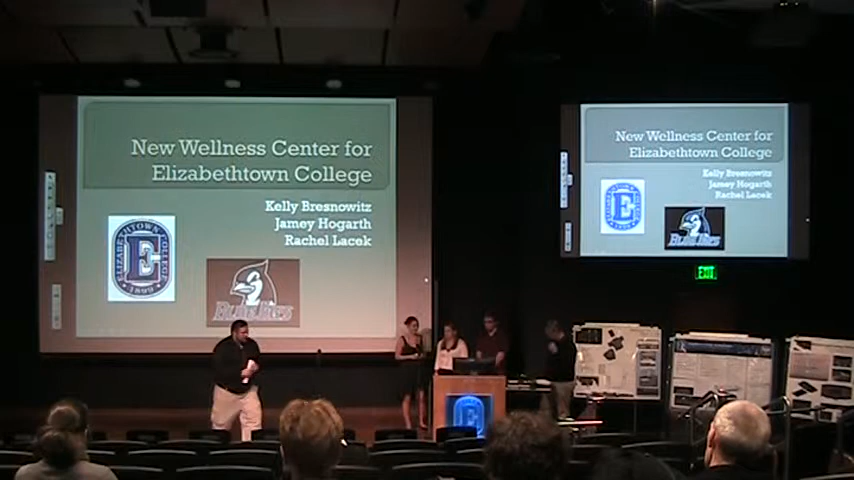 New Wellness Center for
Elizabethtown College
Kelly Bresnowitz
Jamey Hogarth
Rachel Lacek
ELIZABETHTOWN COLLEGE
E
1899
BLUE JAYS
New Wellness Center for
Elizabethtown College
Kelly Bresnowitz
Jamey Hogarth
Rachel Lacek
E
BLUE JAYS
EXIT
E